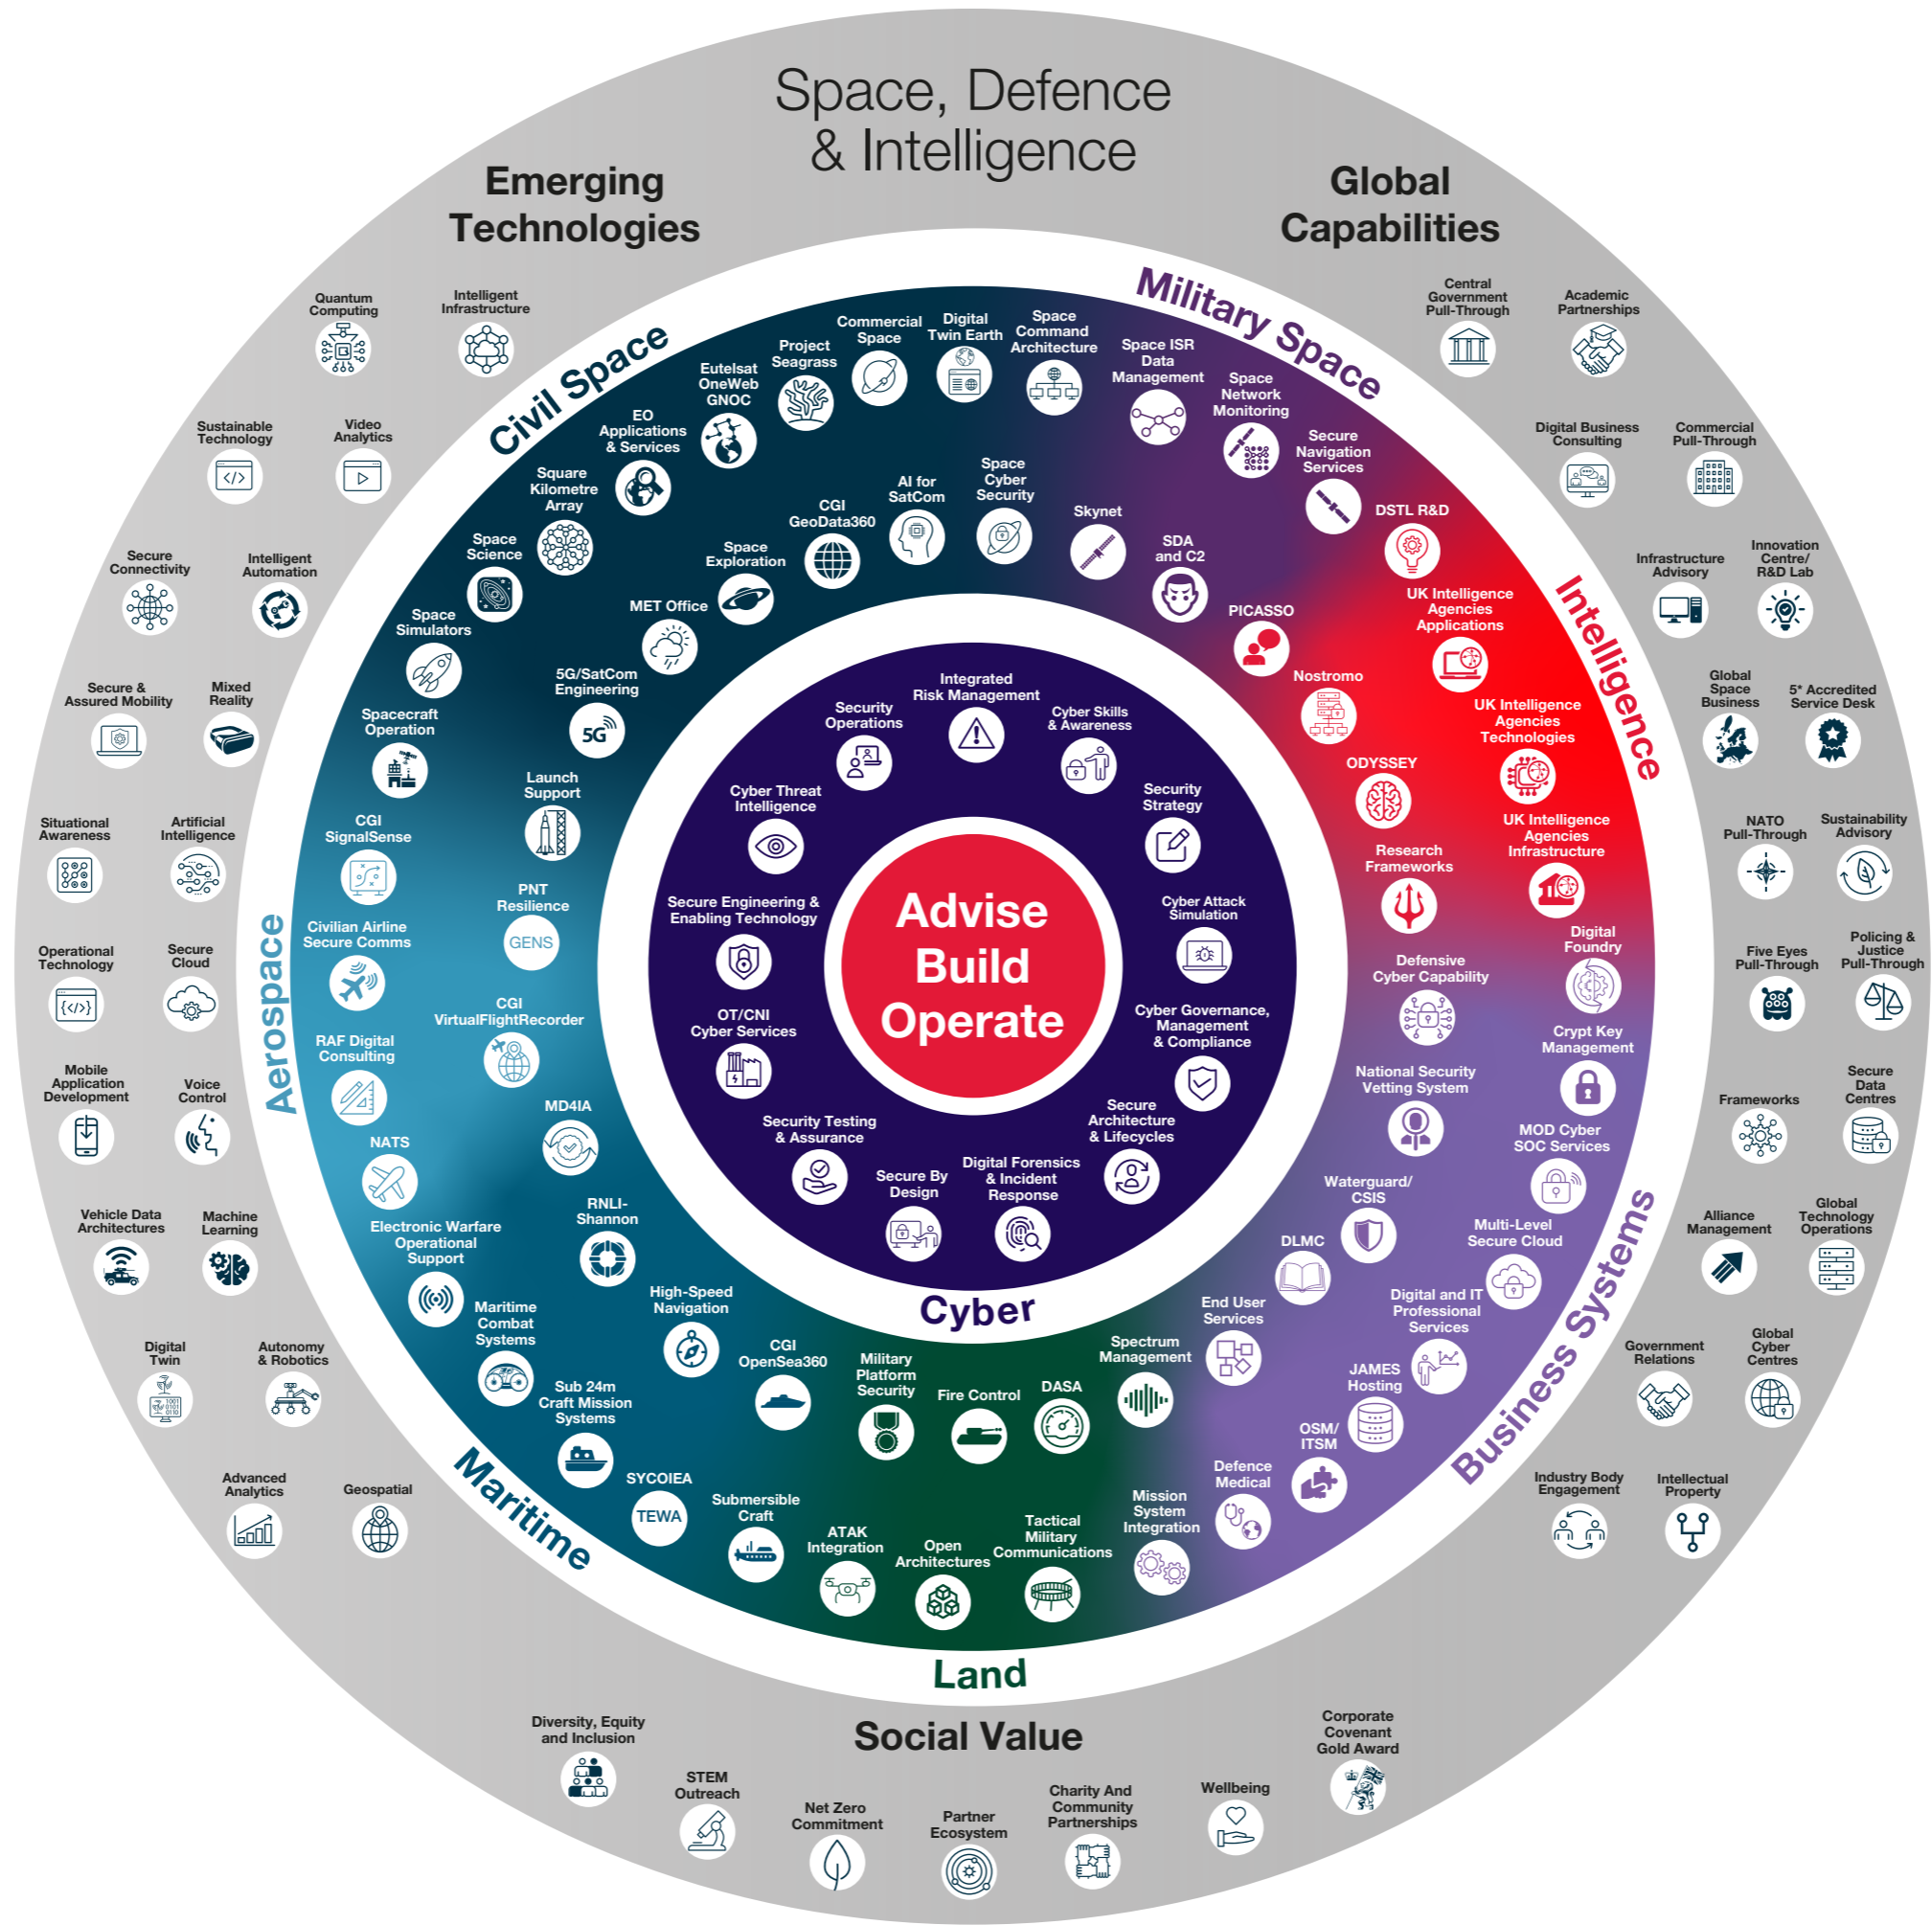 Space, Defence
& Intelligence
Emerging
Technologies
Quantum
Computing
Intelligent
Infrastructure
Sustainable
Technology
Video
Analytics
Secure
Connectivity
Intelligent
Automation
Secure &
Assured Mobility
Mixed
Reality
Situational
Awareness
Artificial
Intelligence
Operational
Technology
Secure
Cloud
Mobile
Application
Development
Voice
Control
Vehicle Data
Architectures
Machine
Learning
Digital
Twin
Autonomy
& Robotics
Advanced
Analytics
Geospatial
Global
Capabilities
Central
Government
Pull-Through
Academic
Partnerships
Digital Business
Consulting
Commercial
Pull-Through
Infrastructure
Advisory
Innovation
Centre/
R&D Lab
Global
Space
Business
5* Accredited
Service Desk
NATO
Pull-Through
Sustainability
Advisory
Five Eyes
Pull-Through
Policing &
Justice
Pull-Through
Frameworks
Secure
Data
Centres
Alliance
Management
Global
Technology
Operations
Government
Relations
Global
Cyber
Centres
Industry Body
Engagement
Intellectual
Property
Civil Space
Commercial
Space
Digital
Twin Earth
Project
Seagrass
Eutelsat
OneWeb
GNOC
EO
Applications
& Services
Square
Kilometre
Array
Space
Science
Space
Simulators
Spacecraft
Operation
Space
Cyber
Security
AI for
SatCom
CGI
GeoData360
Space
Exploration
MET Office
5G/SatCom
Engineering
5G
Launch
Support
Military Space
Space
Command
Architecture
Space ISR
Data
Management
Space
Network
Monitoring
Secure
Navigation
Services
Skynet
SDA
and C2
Intelligence
DSTL R&D
UK Intelligence
Agencies
Applications
PICASSO
Nostromo
UK Intelligence
Agencies
Technologies
ODYSSEY
UK Intelligence
Agencies
Infrastructure
Research
Frameworks
Business Systems
Digital
Foundry
Defensive
Cyber Capability
Crypt Key
Management
National Security
Vetting System
MOD Cyber
SOC Services
Waterguard/
CSIS
Multi-Level
Secure Cloud
DLMC
Digital and IT
Professional
Services
End User
Services
JAMES
Hosting
OSM/
ITSM
Defence
Medical
Mission
System
Integration
Aerospace
CGI
SignalSense
PNT
Resilience
GENS
Civilian Airline
Secure Comms
CGI
VirtualFlightRecorder
RAF Digital
Consulting
MD4IA
NATS
Electronic Warfare
Operational
Support
Maritime
RNLI-
Shannon
High-Speed
Navigation
Maritime
Combat
Systems
CGI
OpenSea360
Sub 24m
Craft Mission
Systems
SYCOIEA
TEWA
Submersible
Craft
Land
Military
Platform
Security
Fire Control
DASA
Spectrum
Management
ATAK
Integration
Open
Architectures
Tactical
Military
Communications
Cyber
Integrated
Risk Management
Security
Operations
Cyber Skills
& Awareness
Cyber Threat
Intelligence
Security
Strategy
Secure Engineering &
Enabling Technology
Cyber Attack
Simulation
OT/CNI
Cyber Services
Cyber Governance,
Management
& Compliance
Security Testing
& Assurance
Secure
Architecture
& Lifecycles
Secure By
Design
Digital Forensics
& Incident
Response
Advise
Build
Operate
Social Value
Diversity, Equity
and Inclusion
STEM
Outreach
Net Zero
Commitment
Partner
Ecosystem
Charity And
Community
Partnerships
Wellbeing
Corporate
Covenant
Gold Award